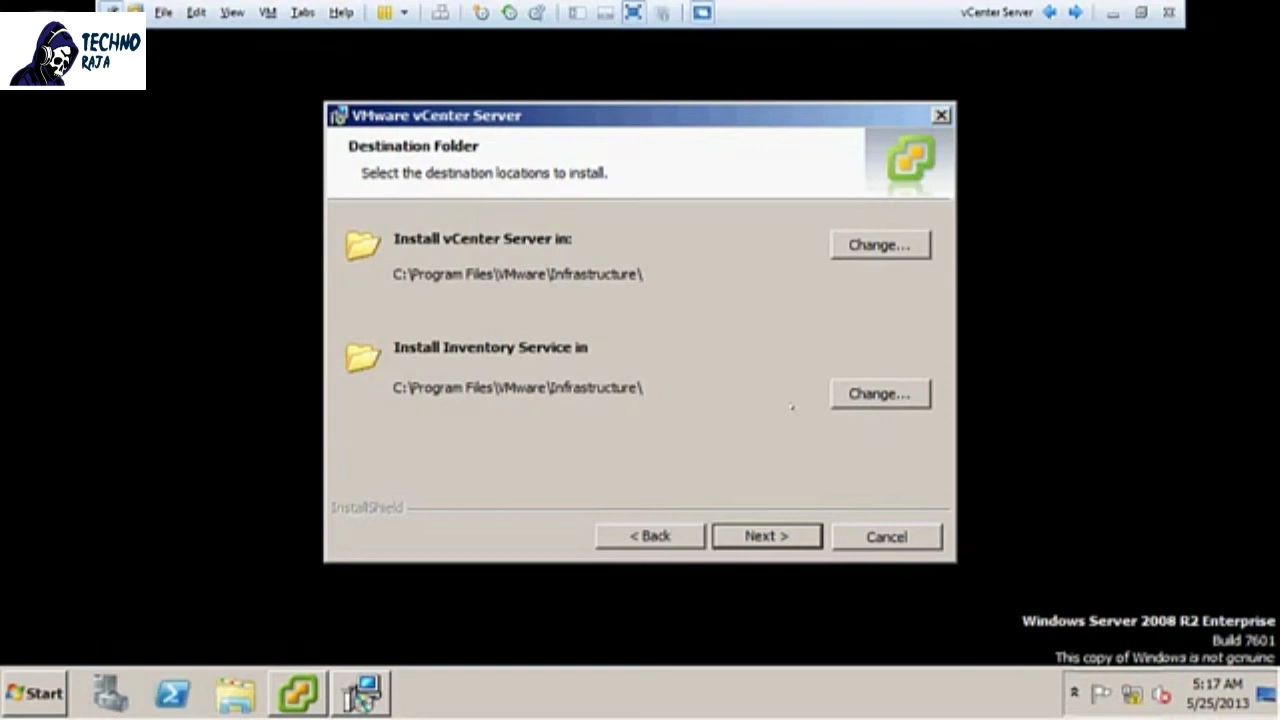 File Edit View VM Tabs Help
vCenter Server
TECHNO
RAJA
VMware vCenter Server
Destination Folder
Select the destination locations to install.
Install vCenter Server in:
Change...
C:\Program Files\VMware\Infrastructure\
Install Inventory Service in
C:\Program Files\VMware\Infrastructure\
Change...
InstallShield
< Back
Next >
Cancel
Windows Server 2008 R2 Enterprise
Build 7601
This copy of Windows is not genuine
Start
5:17 AM
5/25/2013